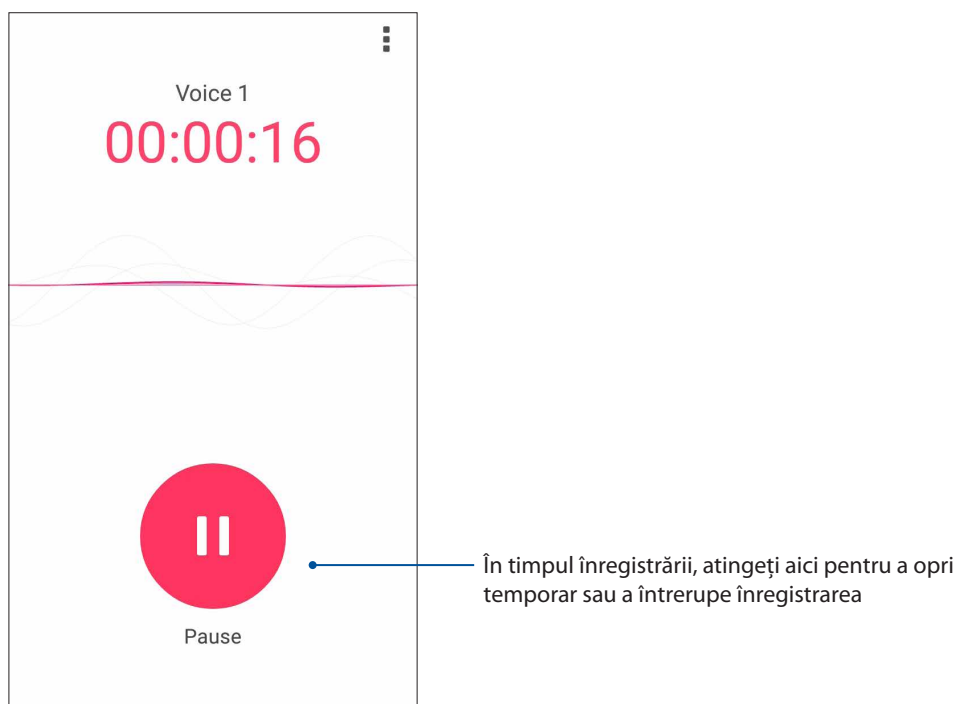 Voice 1
00:00:16
În timpul înregistrării, atingeți aici pentru a opri
temporar sau a întrerupe înregistrarea
Pause